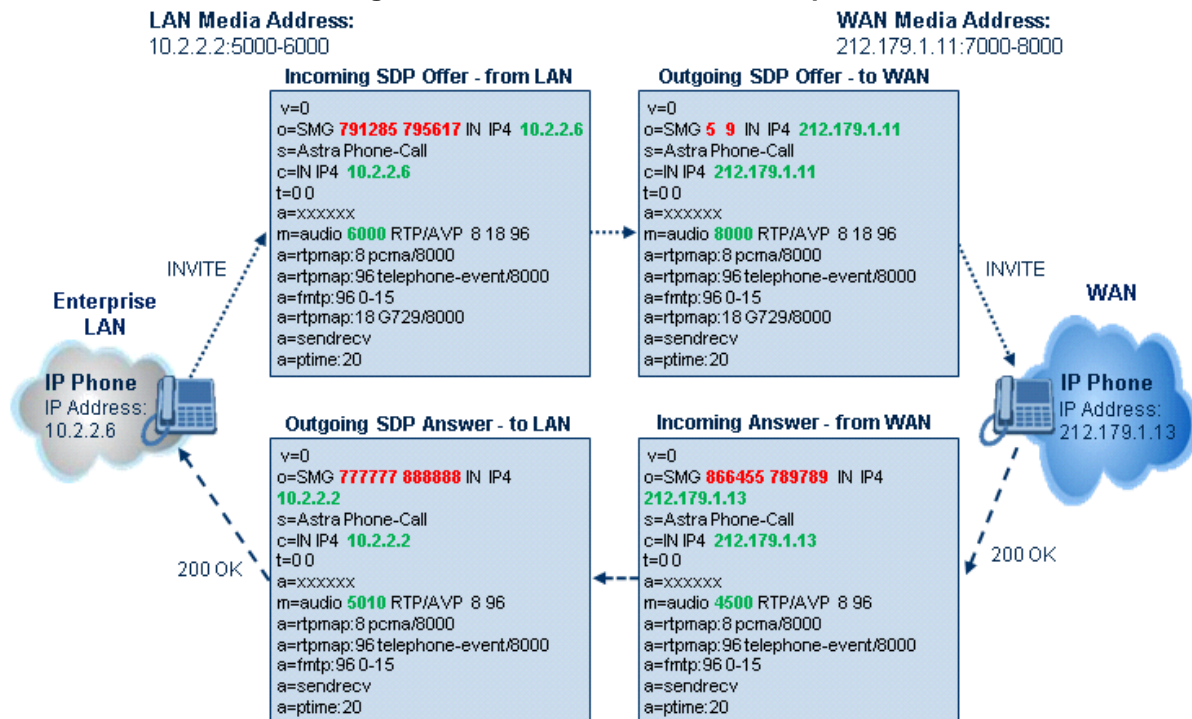 LAN Media Address:
10.2.2.2:5000-6000
WAN Media Address:
212.179.1.11:7000-8000
Incoming SDP Offer - from LAN
v=0
o=SMG 791285 795617 IN IP4 10.2.2.6
s=Astra Phone-Call
c=IN IP4 10.2.2.6
t=0 0
a=xxxxxx
m=audio 6000 RTP/AVP 8 18 96
a=rtpmap:8 pcma/8000
a=rtpmap:96 telephone-event/8000
a=fmtp:96 0-15
a=rtpmap:18 G729/8000
a=sendrecv
a=ptime:20
Outgoing SDP Offer - to WAN
v=0
o=SMG 5 9 IN IP4 212.179.1.11
s=Astra Phone-Call
c=IN IP4 212.179.1.11
t=0 0
a=xxxxxx
m=audio 8000 RTP/AVP 8 18 96
a=rtpmap:8 pcma/8000
a=rtpmap:96 telephone-event/8000
a=fmtp:96 0-15
a=rtpmap:18 G729/8000
a=sendrecv
a=ptime:20
INVITE
INVITE
Enterprise
LAN
WAN
IP Phone
IP Address:
10.2.2.6
IP Phone
IP Address:
212.179.1.13
Outgoing SDP Answer - to LAN
v=0
o=SMG 777777 888888 IN IP4
10.2.2.2
s=Astra Phone-Call
c=IN IP4 10.2.2.2
t=0 0
a=xxxxxx
m=audio 5010 RTP/AVP 8 96
a=rtpmap:8 pcma/8000
a=rtpmap:96 telephone-event/8000
a=fmtp:96 0-15
a=sendrecv
a=ptime:20
Incoming Answer - from WAN
v=0
o=SMG 866455 789789 IN IP4
212.179.1.13
s=Astra Phone-Call
c=IN IP4 212.179.1.13
t=0 0
a=xxxxxx
m=audio 4500 RTP/AVP 8 96
a=rtpmap:8 pcma/8000
a=rtpmap:96 telephone-event/8000
a=fmtp:96 0-15
a=sendrecv
a=ptime:20
200 OK
200 OK